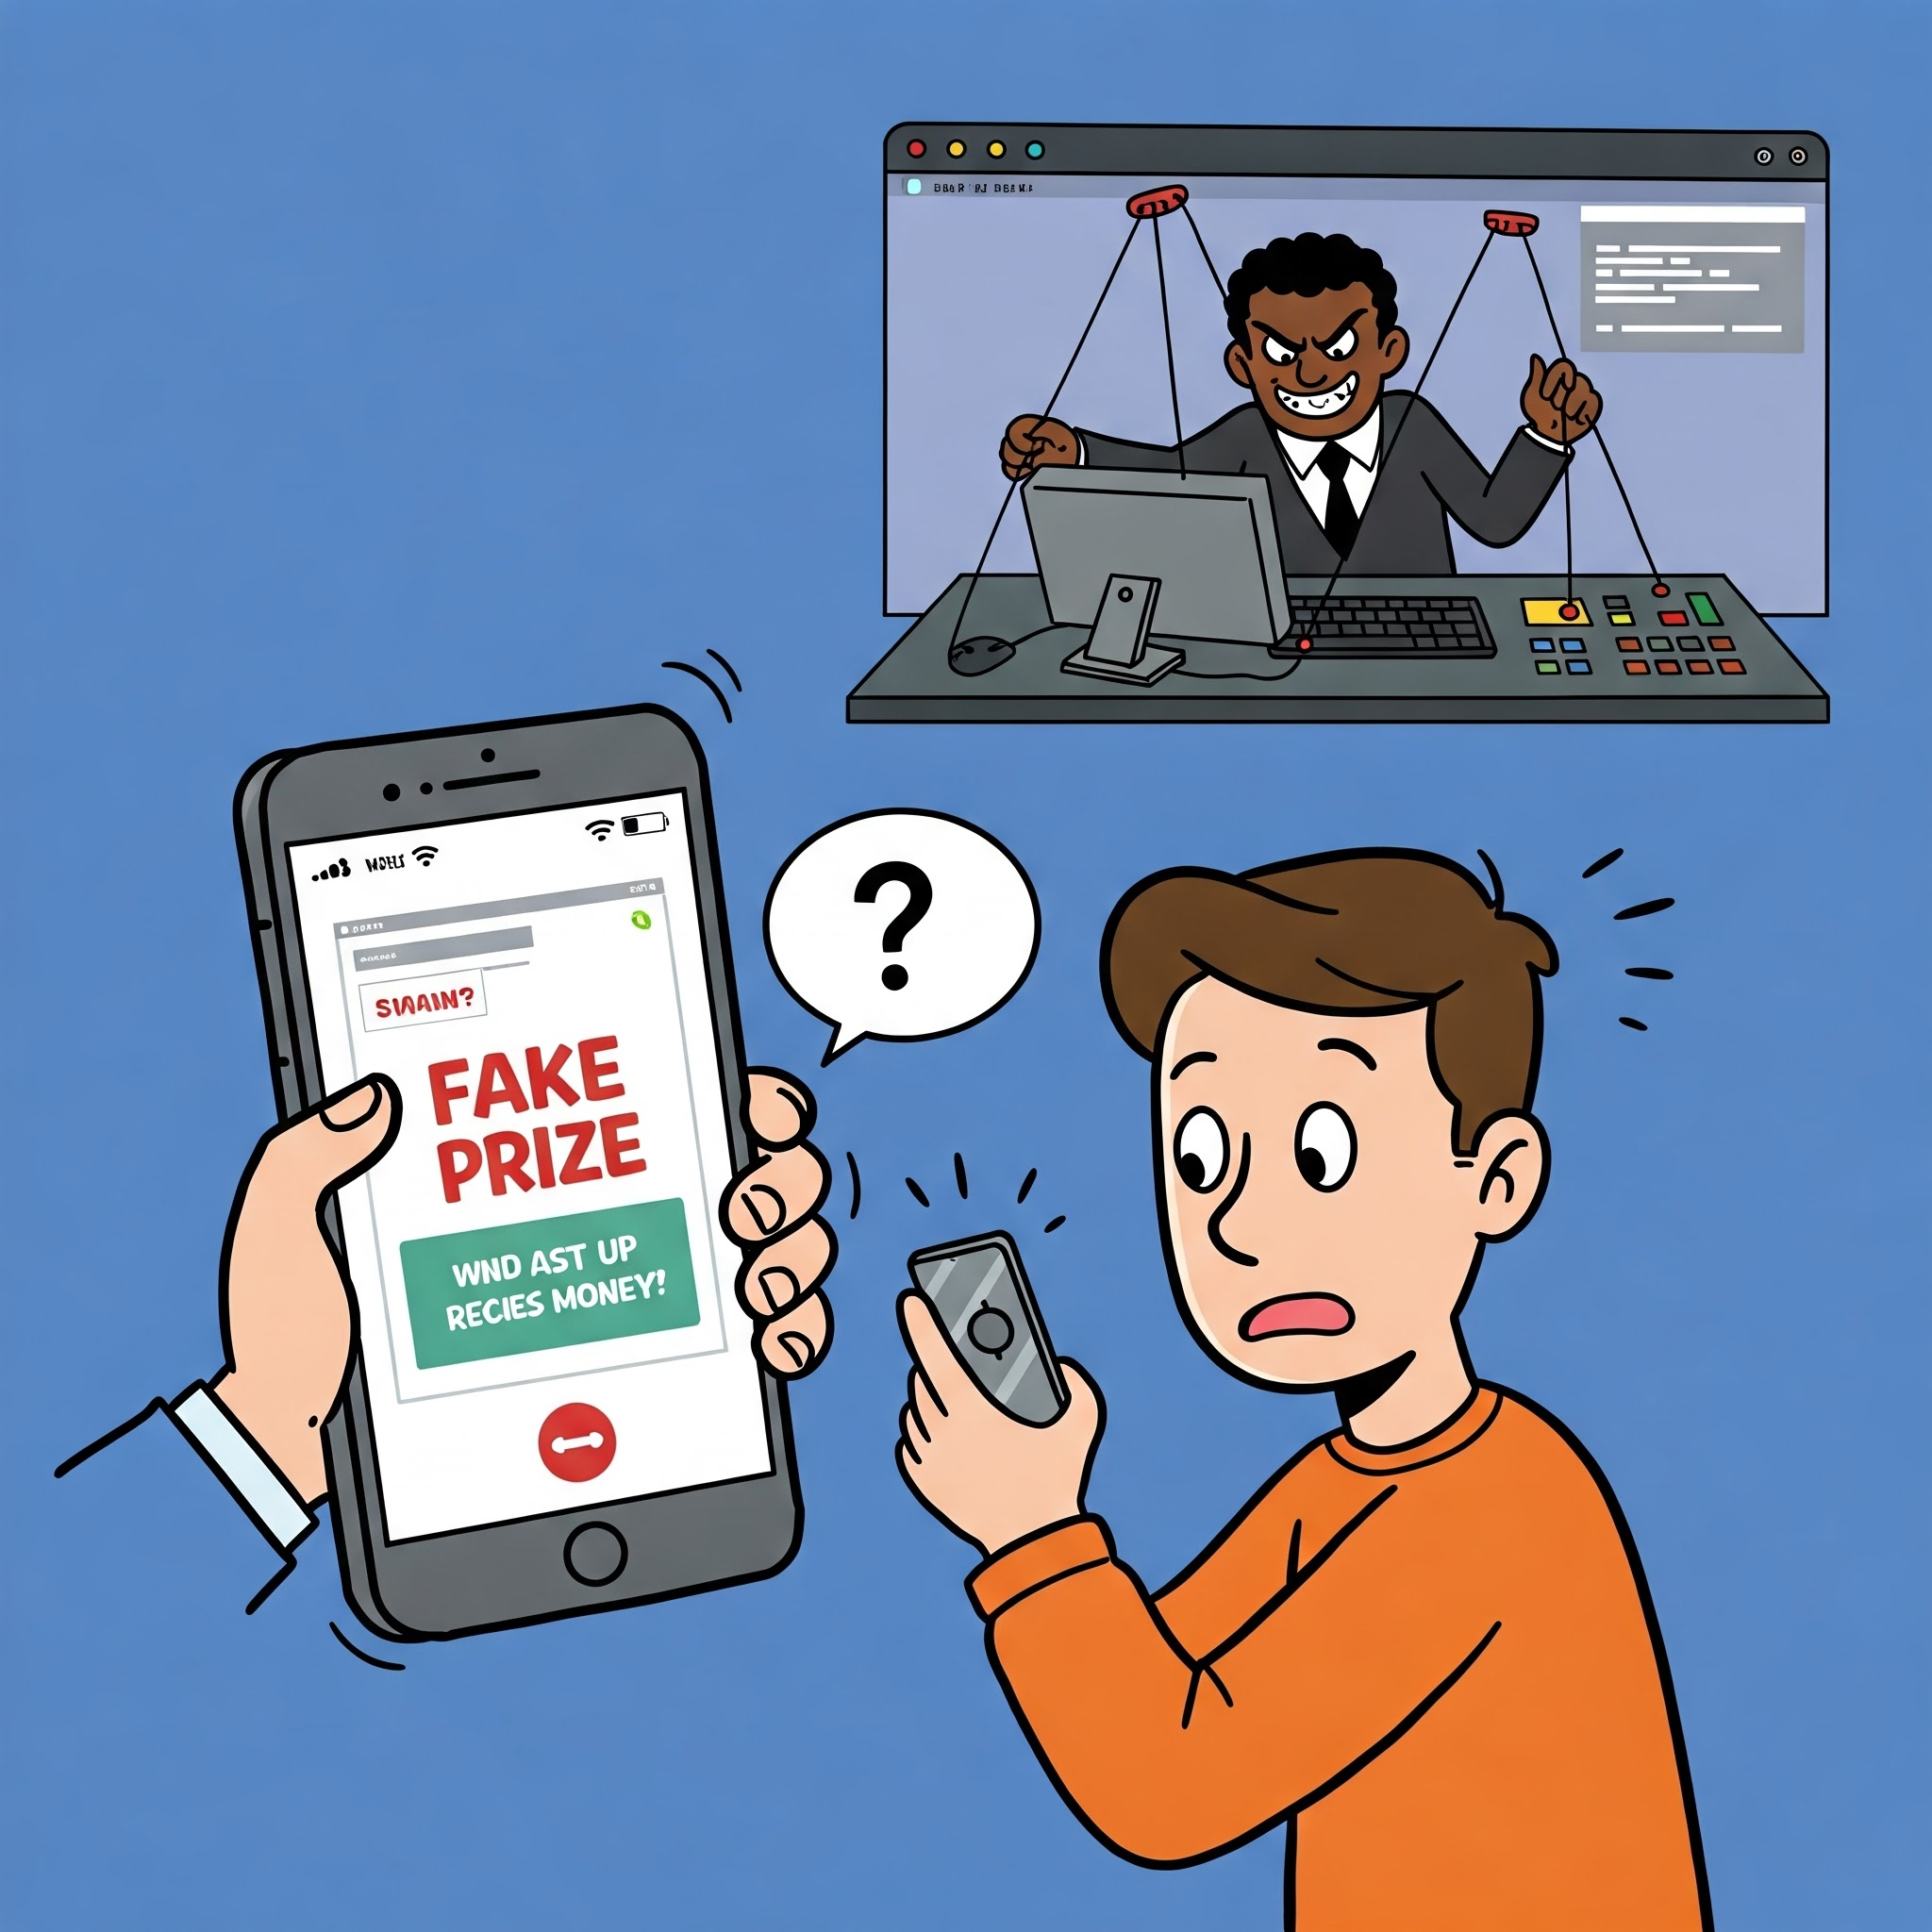 SWAIN?
FAKE
PRIZE
WND AST UP
RECIES MONEY!
?